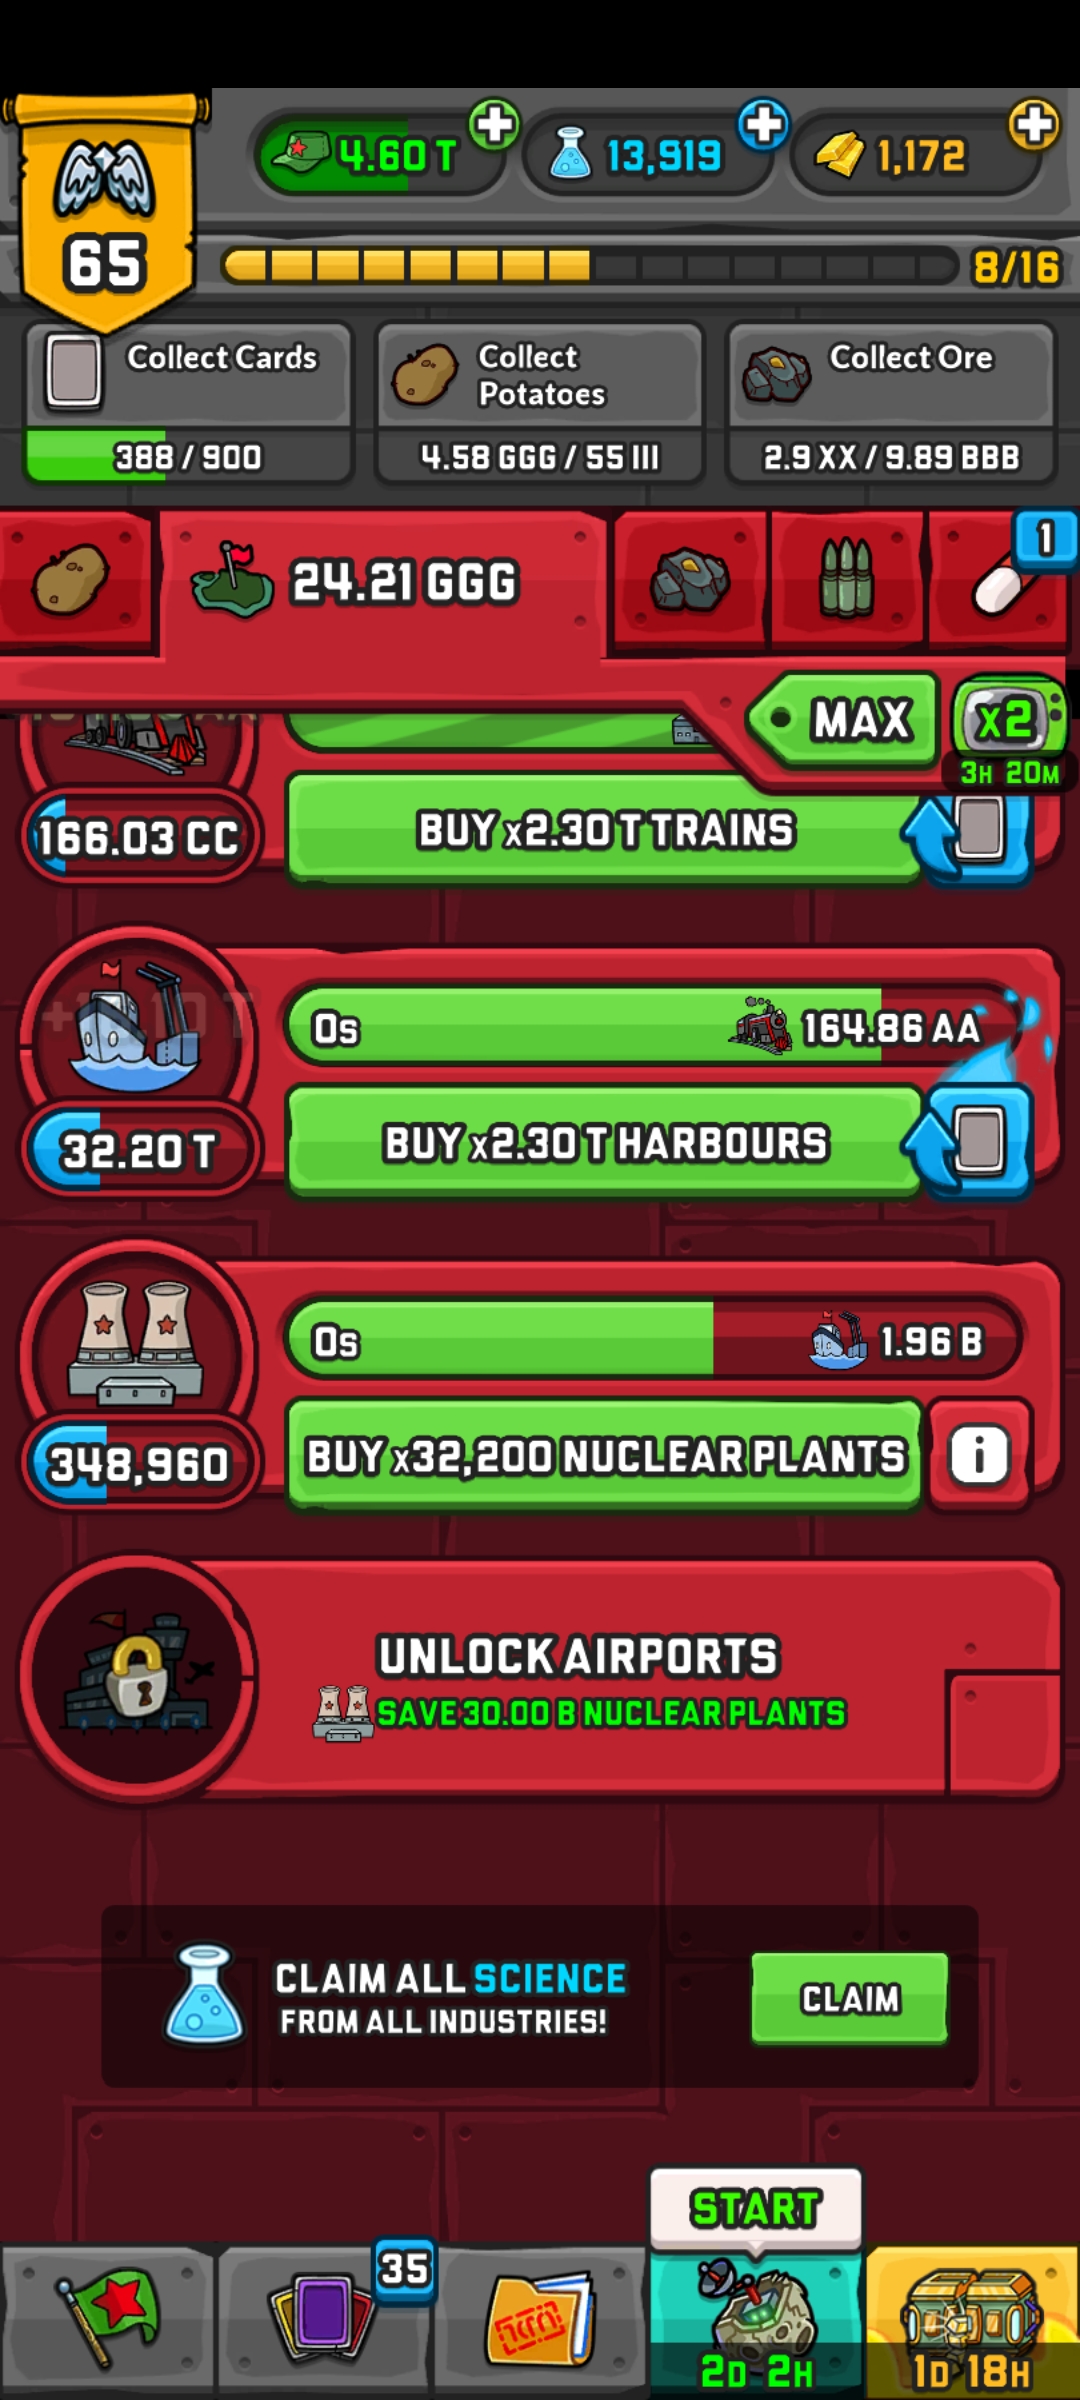 4.60 T
13,919
1,172
65
8/16
Collect Cards
388 / 900
Collect
Potatoes
4.58 GGG / 55 III
Collect Ore
2.9 XX / 9.89 BBB
24.21 GGG
1
MAX
x2
3H 20M
166.03 CC
BUY x2.30 T TRAINS
0s
164.86 AA
32.20 T
BUY x2.30 T HARBOURS
0s
1.96 B
348,960
BUY x32,200 NUCLEAR PLANTS
i
UNLOCK AIRPORTS
SAVE 30.00 B NUCLEAR PLANTS
CLAIM ALL SCIENCE
FROM ALL INDUSTRIES!
CLAIM
START
35
2D 2H
1D 18H